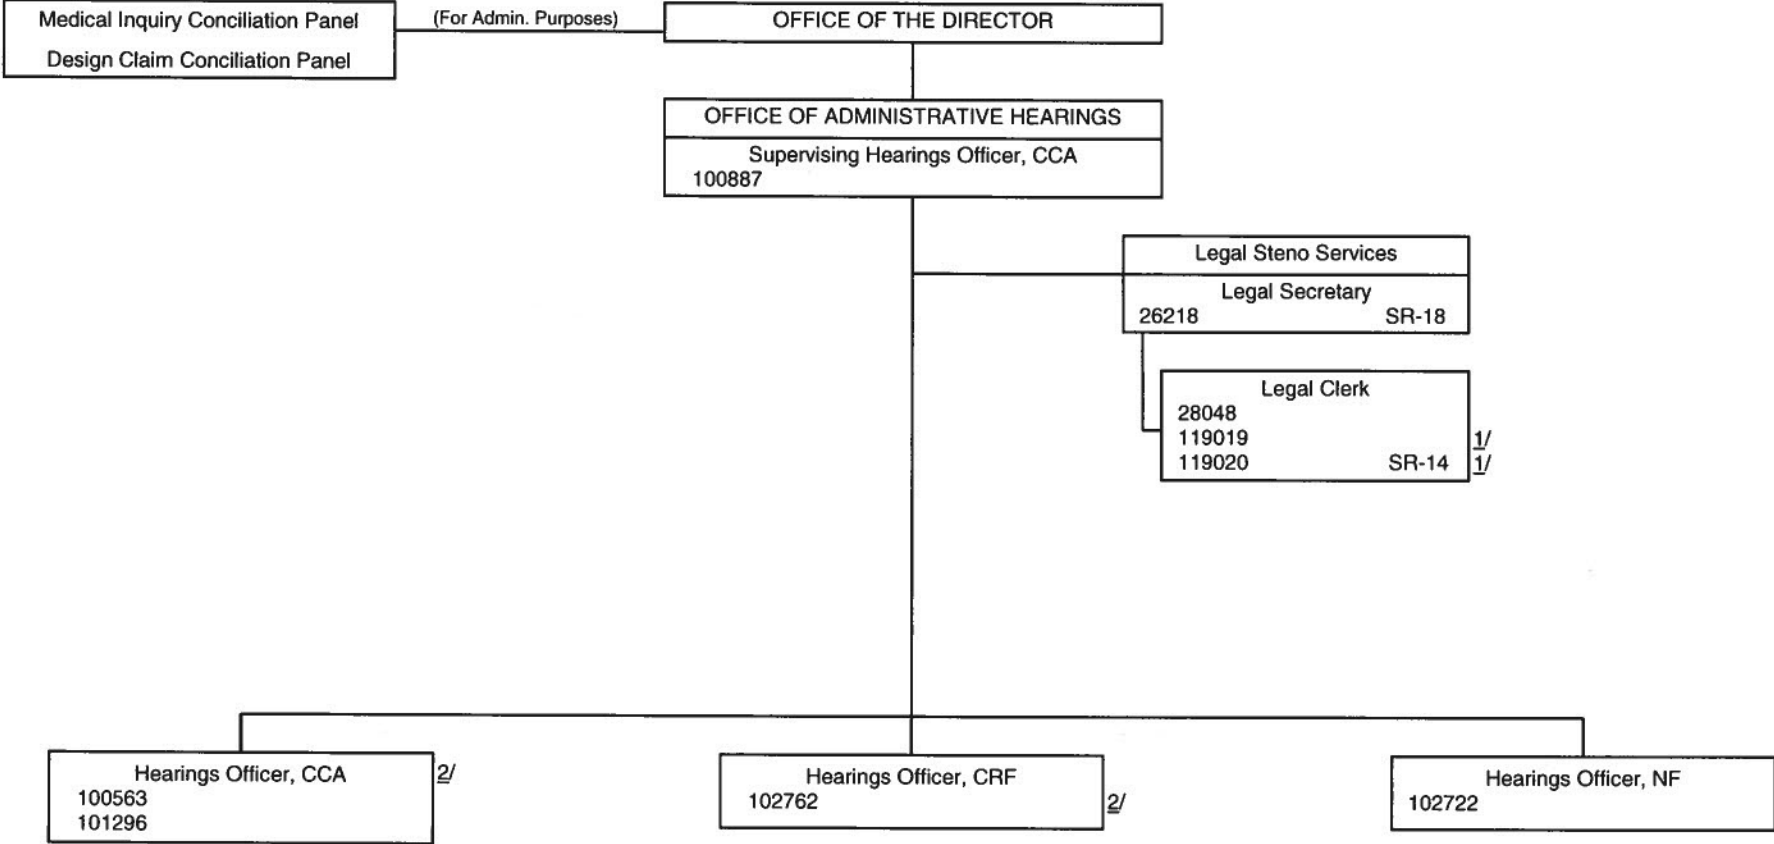 Medical Inquiry Conciliation Panel
Design Claim Conciliation Panel
(For Admin. Purposes)
OFFICE OF THE DIRECTOR
OFFICE OF ADMINISTRATIVE HEARINGS
Supervising Hearings Officer, CCA
100887
Legal Steno Services
Legal Secretary
26218 SR-18
Legal Clerk
28048
119019 1/
119020 SR-14 1/
Hearings Officer, CCA 2/
100563
101296
Hearings Officer, CRF
102762 2/
Hearings Officer, NF
102722